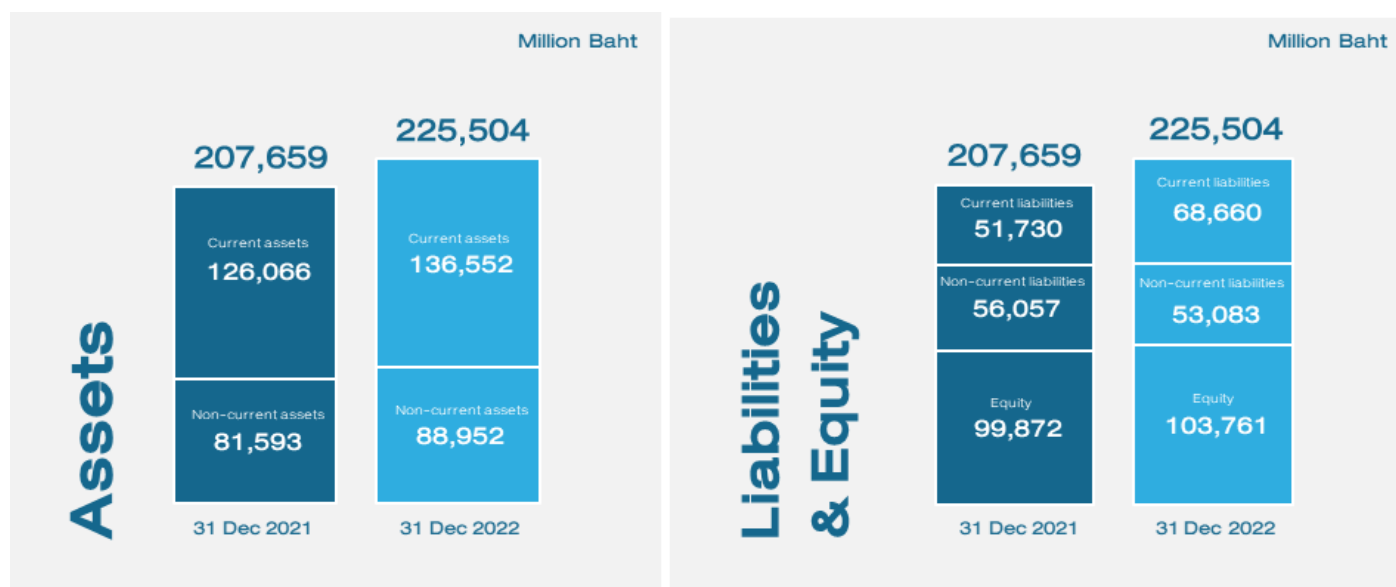 Million Baht
207,659
225,504
Current assets
126,066
Non-current assets
81,593
Current assets
136,552
Non-current assets
88,952
31 Dec 2021
31 Dec 2022
Assets
Million Baht
207,659
225,504
Current liabilities
51,730
Non-current liabilities
56,057
Equity
99,872
Current liabilities
68,660
Non-current liabilities
53,083
Equity
103,761
31 Dec 2021
31 Dec 2022
Liabilities
& Equity